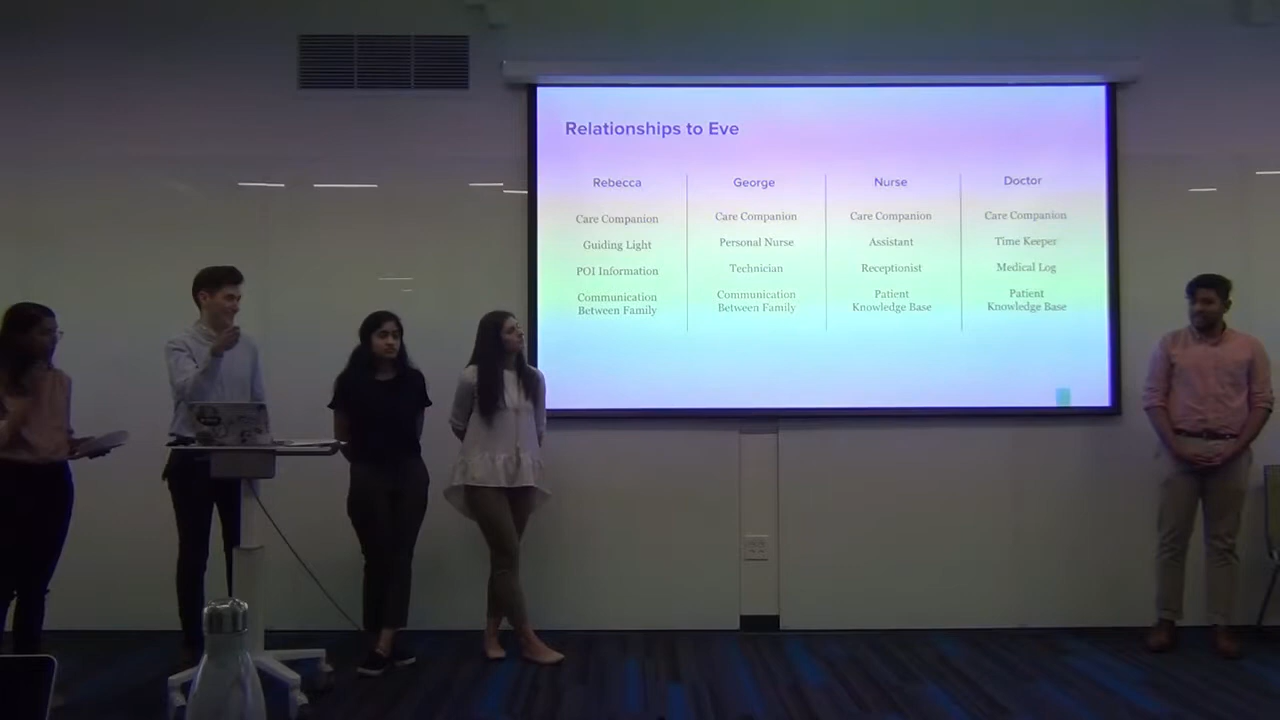 Relationships to Eve
Rebecca
Care Companion
Guiding Light
POI Information
Communication
Between Family
George
Care Companion
Personal Nurse
Technician
Communication
Between Family
Nurse
Care Companion
Assistant
Receptionist
Patient
Knowledge Base
Doctor
Care Companion
Time Keeper
Medical Log
Patient
Knowledge Base